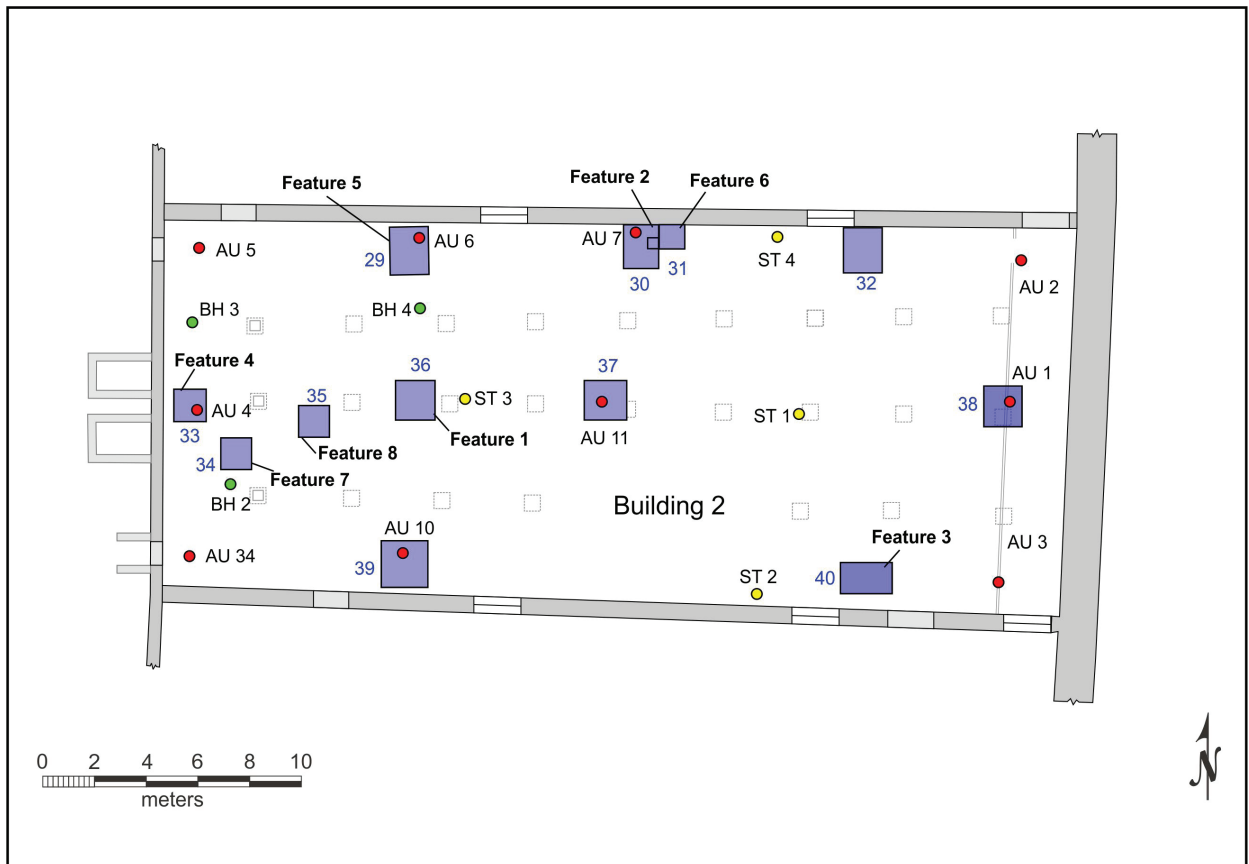 Feature 2
Feature 6
Feature 5
AU 5
AU 6
AU 7
29
30
31
ST 4
32
AU 2
BH 3
BH 4
Feature 4
36
37
AU 1
35
AU 4
ST 3
ST 1
38
33
AU 11
Feature 1
34
Feature 8
Feature 7
BH 2
Building 2
AU 10
Feature 3
AU 3
AU 34
39
ST 2
40
0 2 4 6 8 10
meters
N